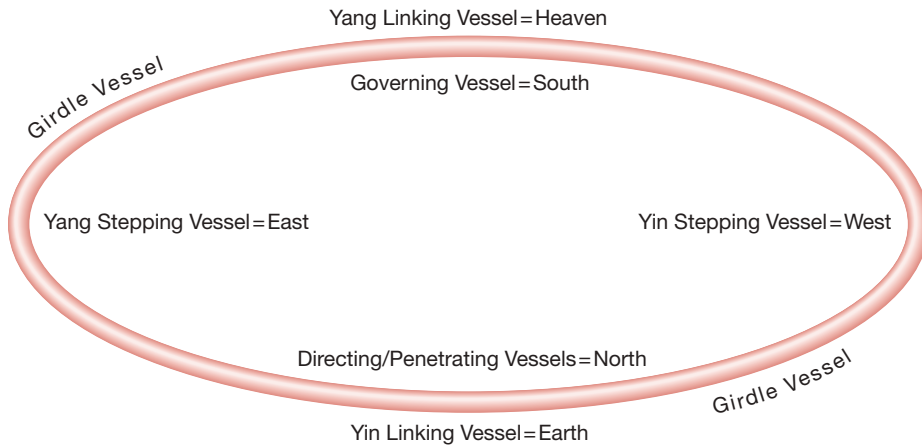 Yang Linking Vessel=Heaven
Governing Vessel=South
Girdle Vessel
Yang Stepping Vessel=East
Yin Stepping Vessel=West
Directing/Penetrating Vessels=North
Girdle Vessel
Yin Linking Vessel=Earth